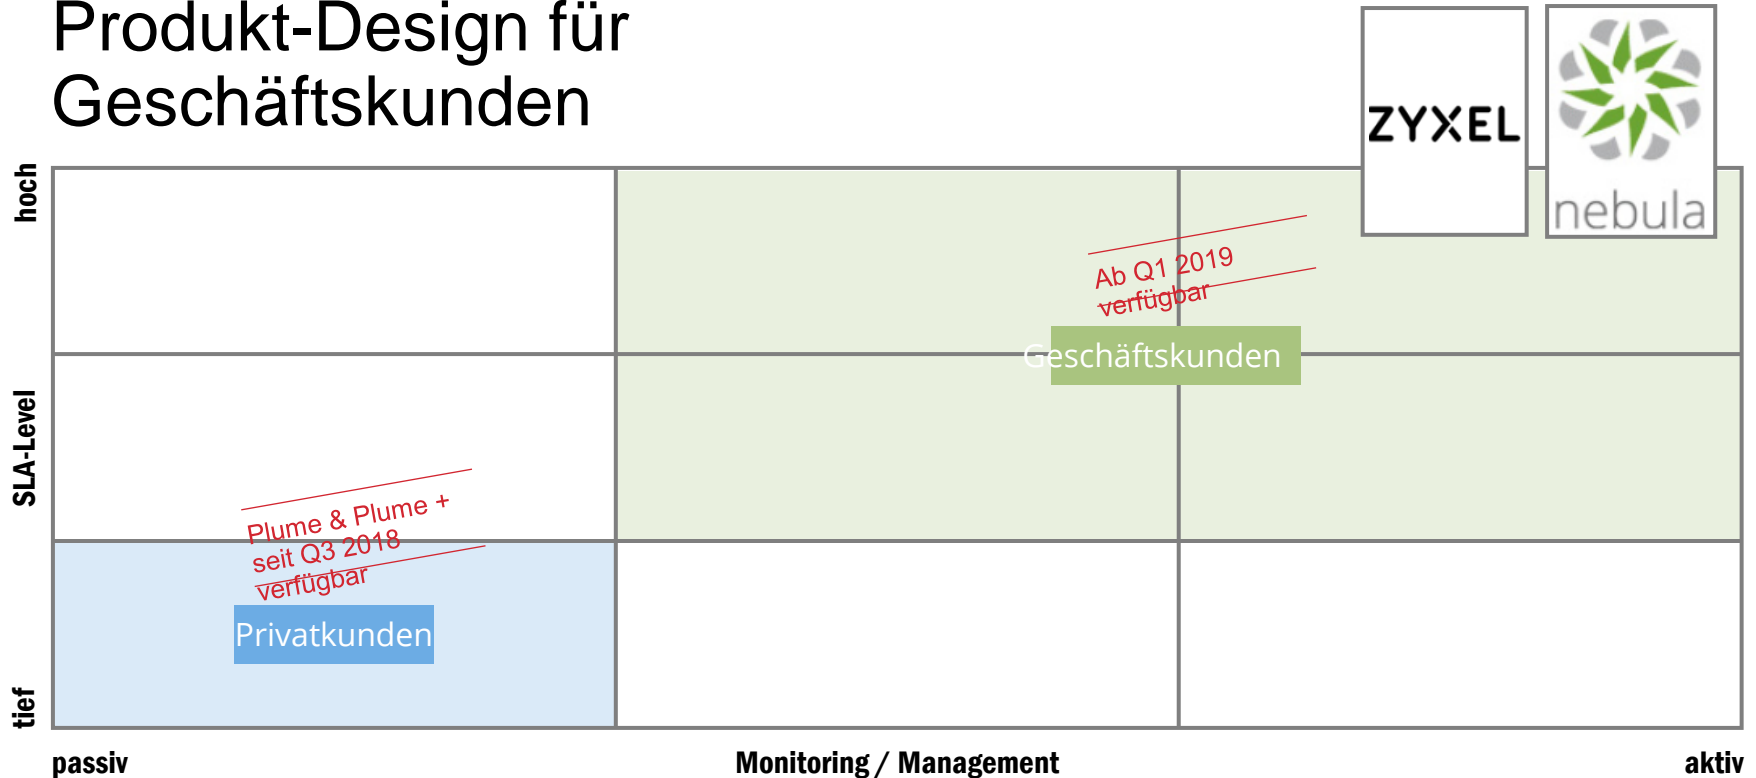 Produkt-Design für
Geschäftskunden
ZYXEL
nebula
hoch
SLA-Level
tief
Ab Q1 2019
verfügbar
Geschäftskunden
Plume & Plume +
seit Q3 2018
verfügbar
Privatkunden
passiv
Monitoring / Management
aktiv